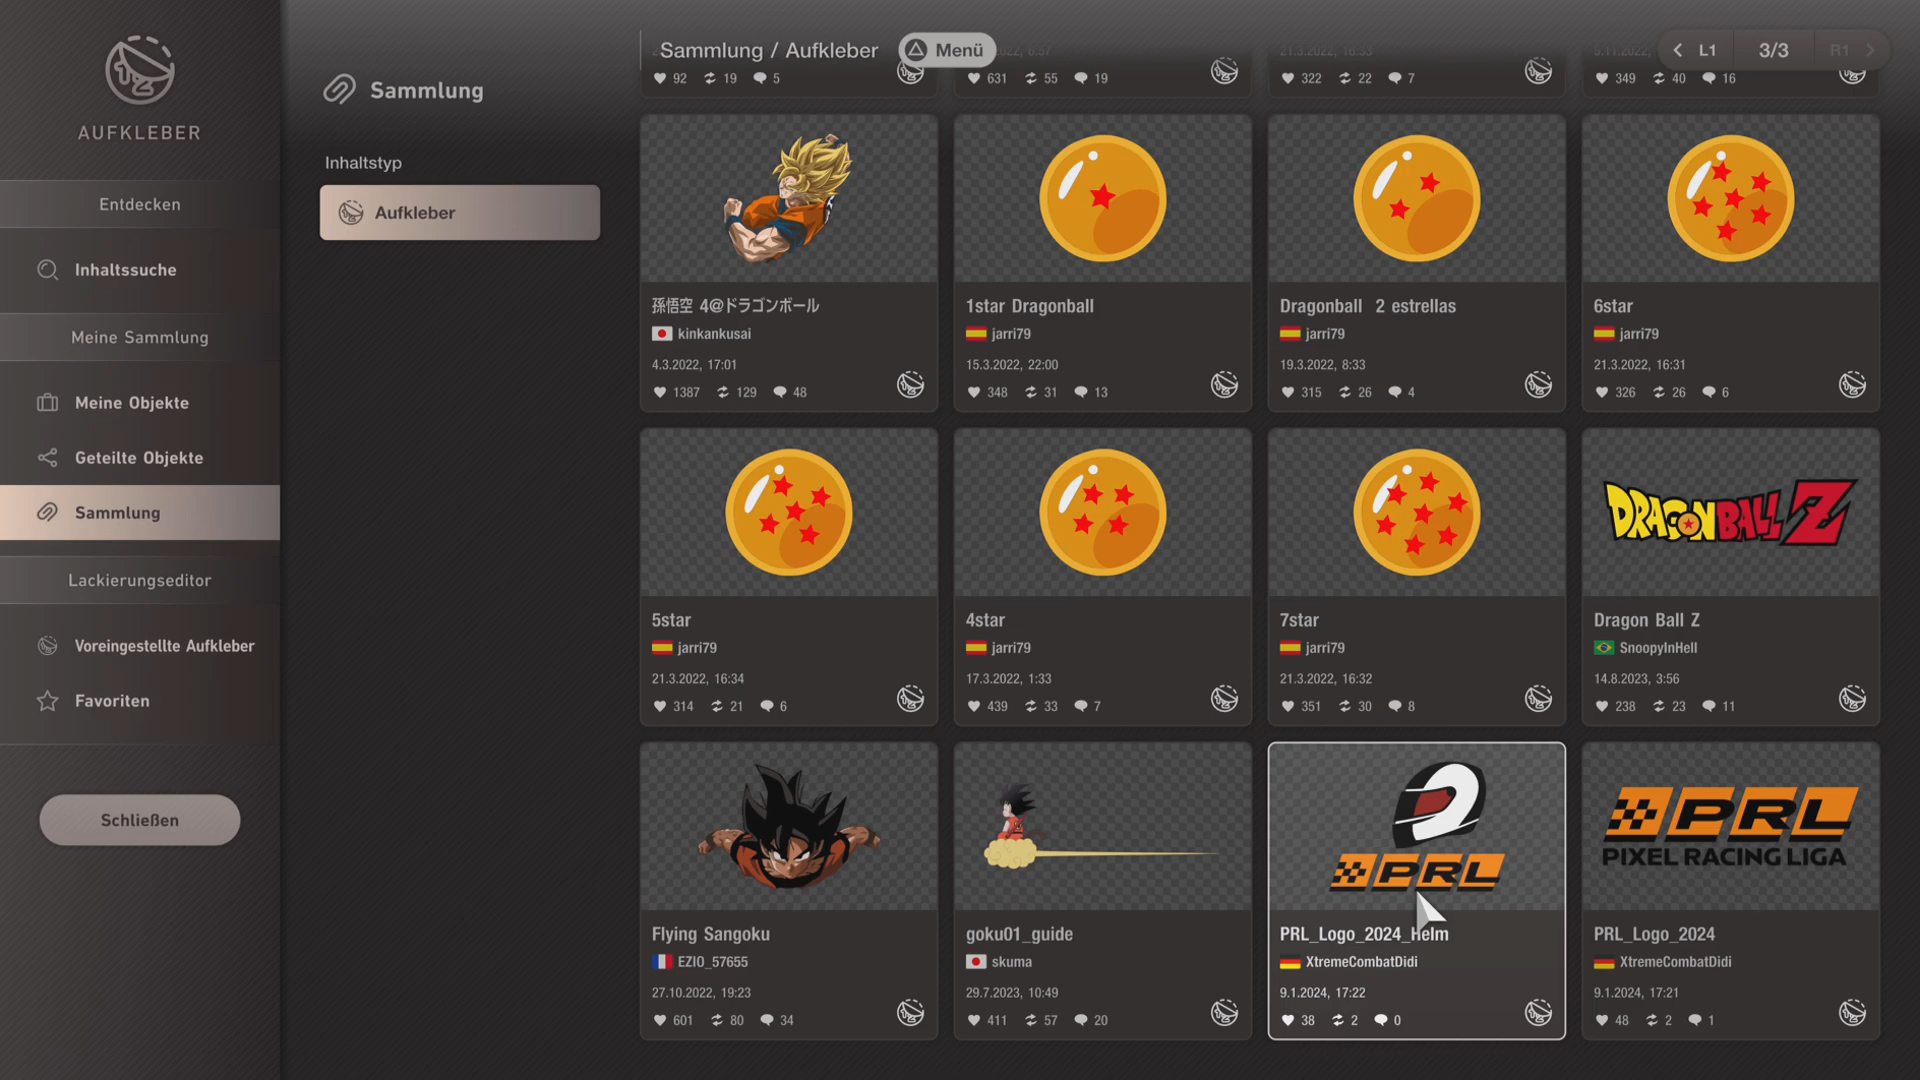 AUFKLEBER
Entdecken
Inhaltssuche
Meine Sammlung
Meine Objekte
Geteilte Objekte
Sammlung
Lackierungseditor
Voreingestellte Aufkleber
Favoriten
Schließen
Sammlung
Inhaltstyp
Aufkleber
Sammlung / Aufkleber
Menü
L1
3/3
R1
92 19 5
631 55 19
322 22 7
349 40 16
孫悟空 4@ドラゴンボール
kinkankusai
4.3.2022, 17:01
1387 129 48
1star Dragonball
jarri79
15.3.2022, 22:00
348 31 13
Dragonball 2 estrellas
jarri79
19.3.2022, 8:33
315 26 4
6star
jarri79
21.3.2022, 16:31
326 26 6
5star
jarri79
21.3.2022, 16:34
314 21 6
4star
jarri79
17.3.2022, 1:33
439 33 7
7star
jarri79
21.3.2022, 16:32
351 30 8
DRAGONBALL Z
Dragon Ball Z
SnoopyInHell
14.8.2023, 3:56
238 23 11
Flying Sangoku
EZIO_57655
27.10.2022, 19:23
601 80 34
goku01_guide
skuma
29.7.2023, 10:49
411 57 20
PRL
PRL_Logo_2024_Helm
XtremeCombatDidi
9.1.2024, 17:22
38 2 0
PRL
PIXEL RACING LIGA
PRL_Logo_2024
XtremeCombatDidi
9.1.2024, 17:21
48 2 1